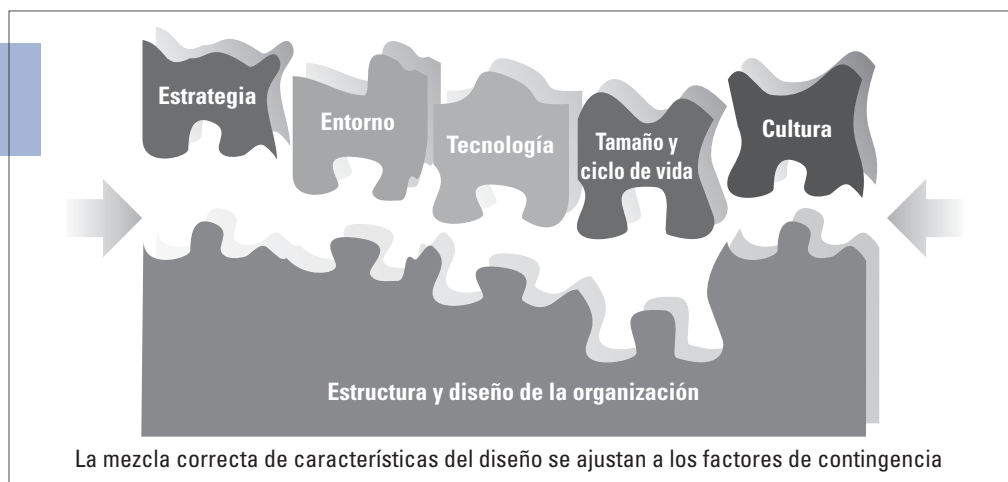 Estrategia
Entorno
Tecnología
Tamaño y
ciclo de vida
Cultura
Estructura y diseño de la organización
La mezcla correcta de características del diseño se ajustan a los factores de contingencia